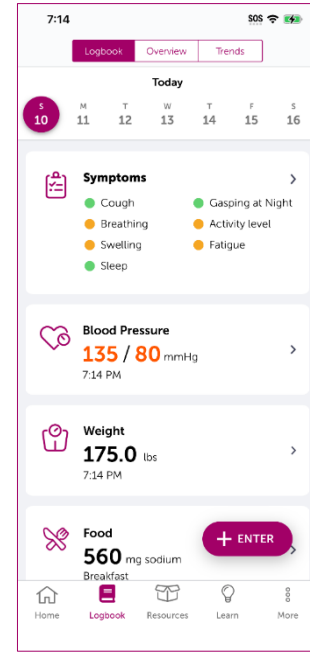 7:14 SOS
Logbook Overview Trends
Today
S M T W T F S
10 11 12 13 14 15 16
Symptoms
Cough Gasping at Night
Breathing Activity level
Swelling Fatigue
Sleep
Blood Pressure
135 / 80 mmHg
7:14 PM
Weight
175.0 lbs
7:14 PM
Food
560 mg sodium
Breakfast
+ ENTER
Home Logbook Resources Learn More